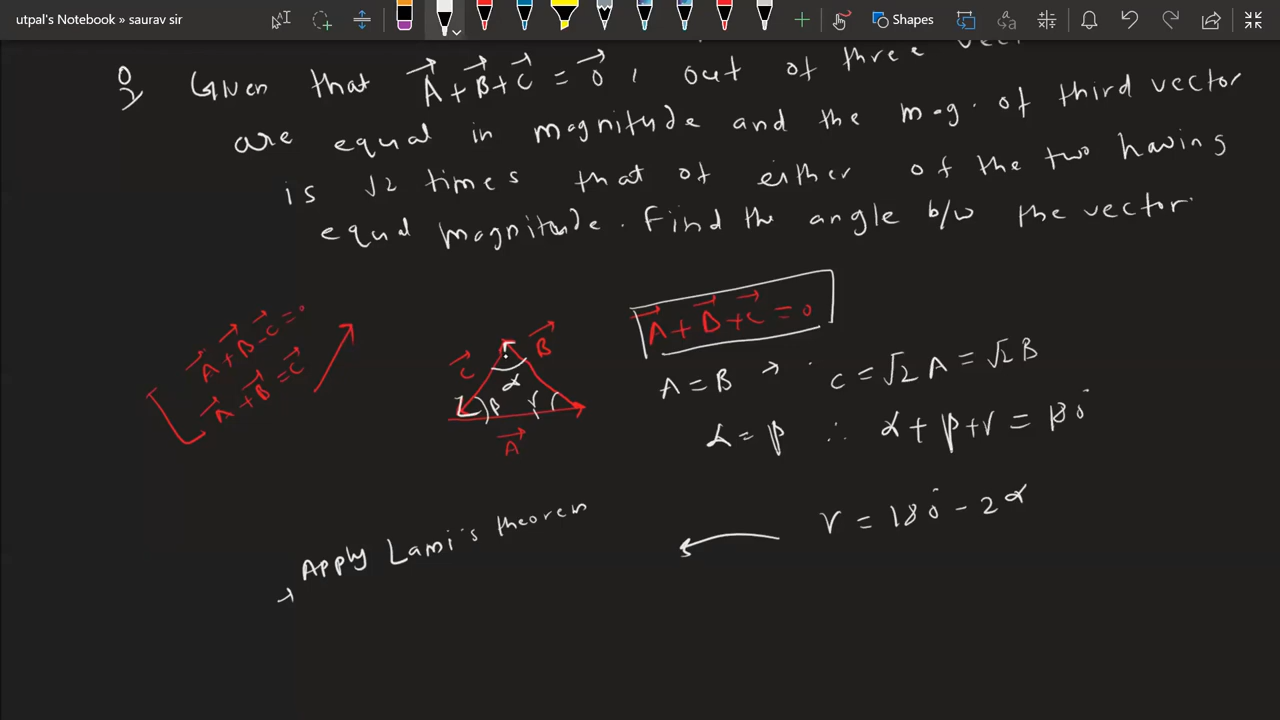 utpal's Notebook » saurav sir
Shapes
Q Given that A⃗ + B⃗ + C⃗ = 0⃗ , out of three
are equal in magnitude and the mag. of third vector
is √2 times that of either of the two having
equal magnitude. Find the angle b/w the vector.
A⃗ + B⃗ - C⃗ = 0
A⃗ + B⃗ = C⃗
C⃗
B⃗
α
β
γ
A⃗
A⃗ + B⃗ + C⃗ = 0
A = B → C = √2 A = √2 B
α = β ∴ α + β + γ = 180°
γ = 180° - 2α
→ Apply Lami's theorem